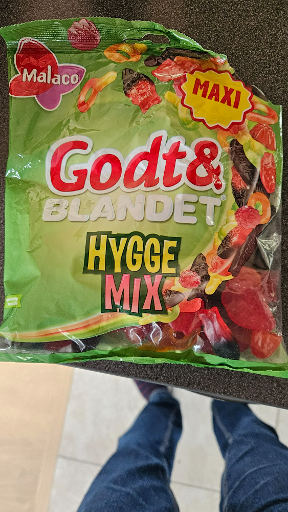 Malaco
MAXI
Godt&
BLANDET
HYGGE
MIX